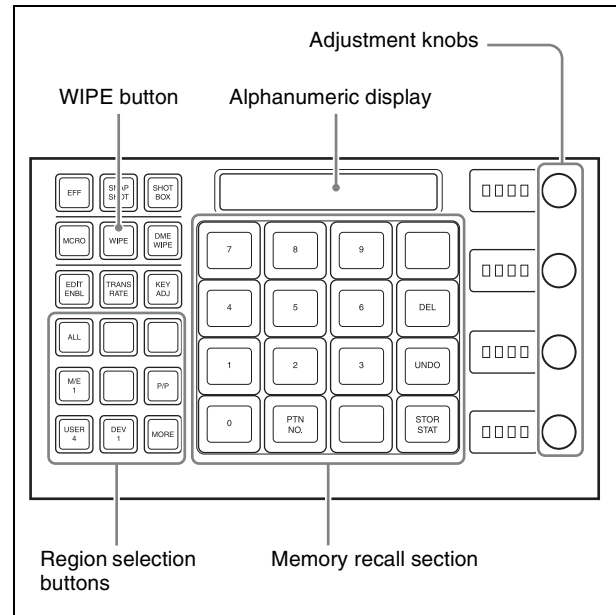 Adjustment knobs
WIPE button
Alphanumeric display
EFF
SNAP
SHOT
SHOT
BOX
MCRO
WIPE
DME
WIPE
EDIT
ENBL
TRANS
RATE
KEY
ADJ
ALL
M/E
1
P/P
USER
4
DEV
1
MORE
7
8
9
4
5
6
DEL
1
2
3
UNDO
0
PTN
NO.
STOR
STAT
Region selection
buttons
Memory recall section